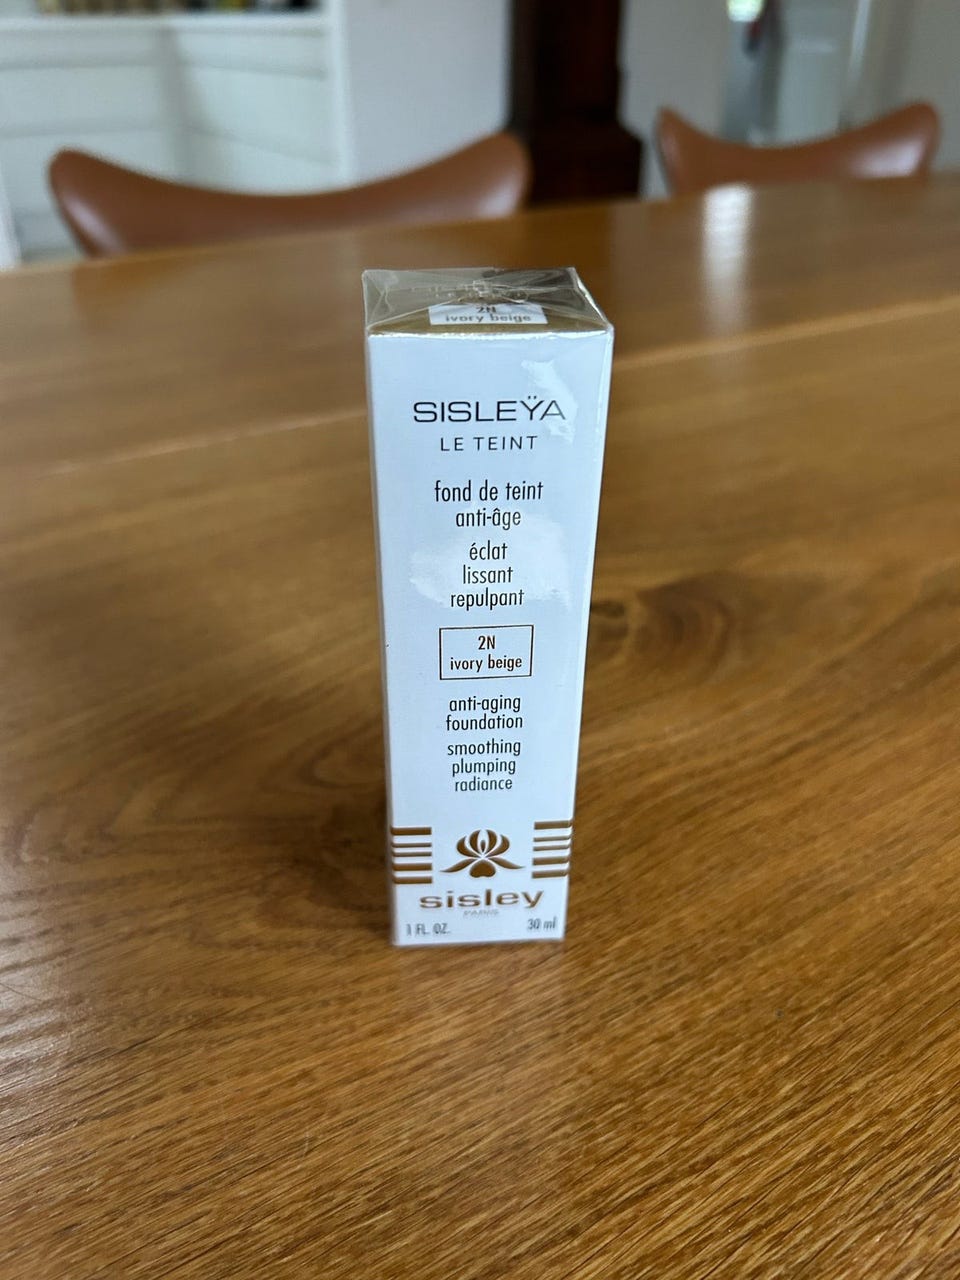 2N
ivory beige
SISLEŸA
LE TEINT
fond de teint
anti-âge
éclat
lissant
repulpant
2N
ivory beige
anti-aging
foundation
smoothing
plumping
radiance
sisley
PARIS
1 FL. OZ. 30 ml